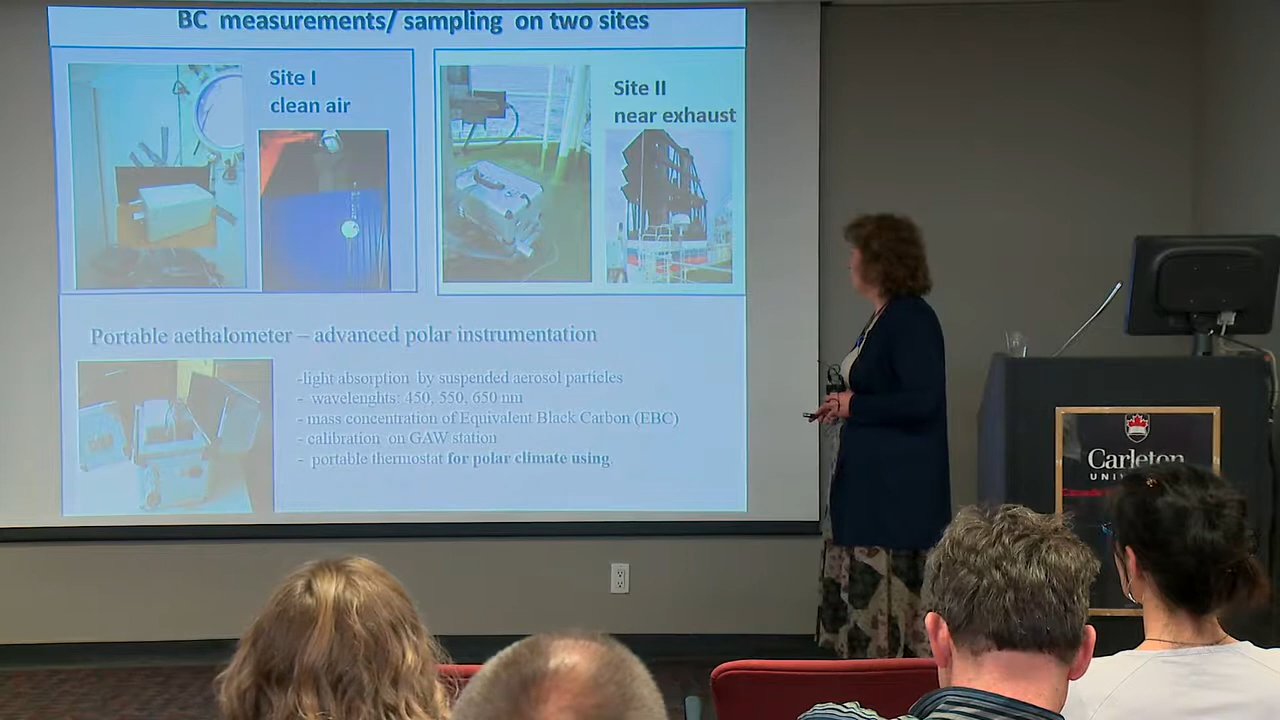 BC measurements/ sampling on two sites
Site I
clean air
Site II
near exhaust
Portable aethalometer – advanced polar instrumentation
-light absorption by suspended aerosol particles
- wavelenghts: 450, 550, 650 nm
- mass concentration of Equivalent Black Carbon (EBC)
- calibration on GAW station
- portable thermostat for polar climate using.
Carleton
UNI